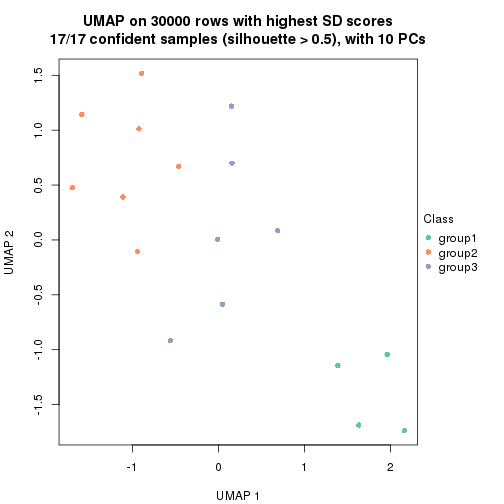 UMAP on 30000 rows with highest SD scores
17/17 confident samples (silhouette > 0.5), with 10 PCs
1.5
1.0
0.5
0.0
-0.5
-1.0
-1.5
UMAP 2
-1
0
1
2
UMAP 1
Class
group1
group2
group3